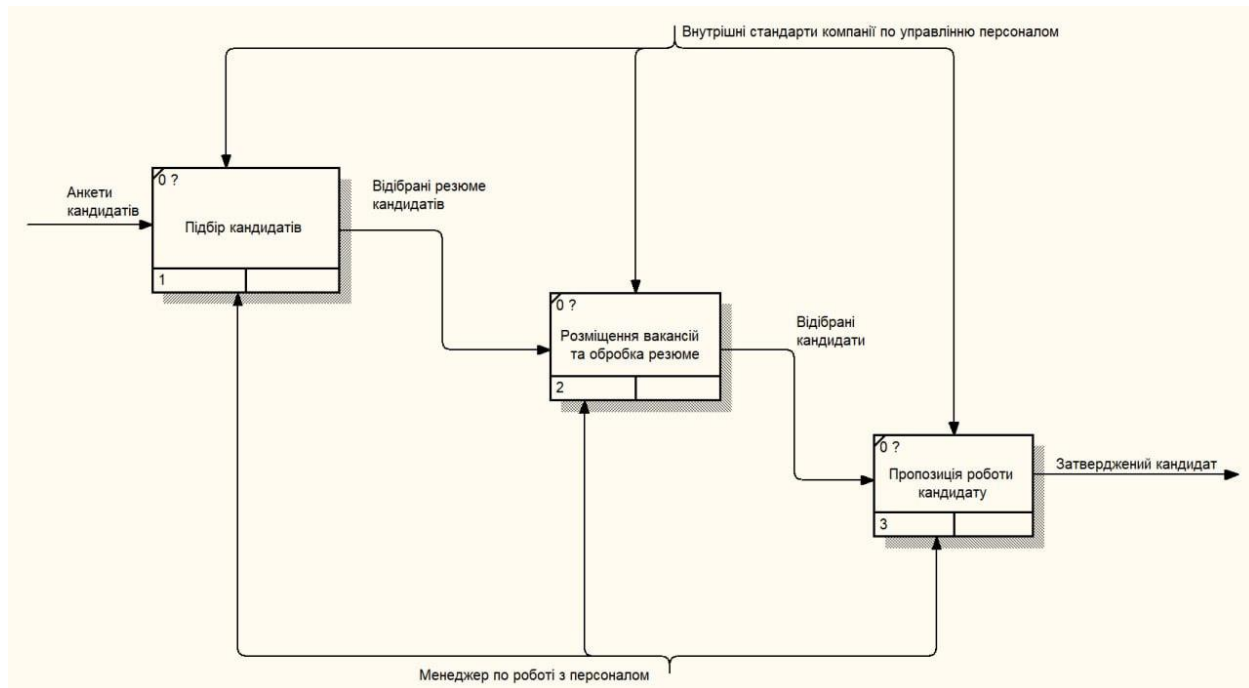 Внутрішні стандарти компанії по управлінню персоналом
0 ?
Анкети
кандидатів
Підбір кандидатів
1
Відібрані резюме
кандидатів
0 ?
Розміщення вакансій
та обробка резюме
2
Відібрані
кандидати
0 ?
Пропозиція роботи
кандидату
3
Затверджений кандидат
Менеджер по роботі з персоналом